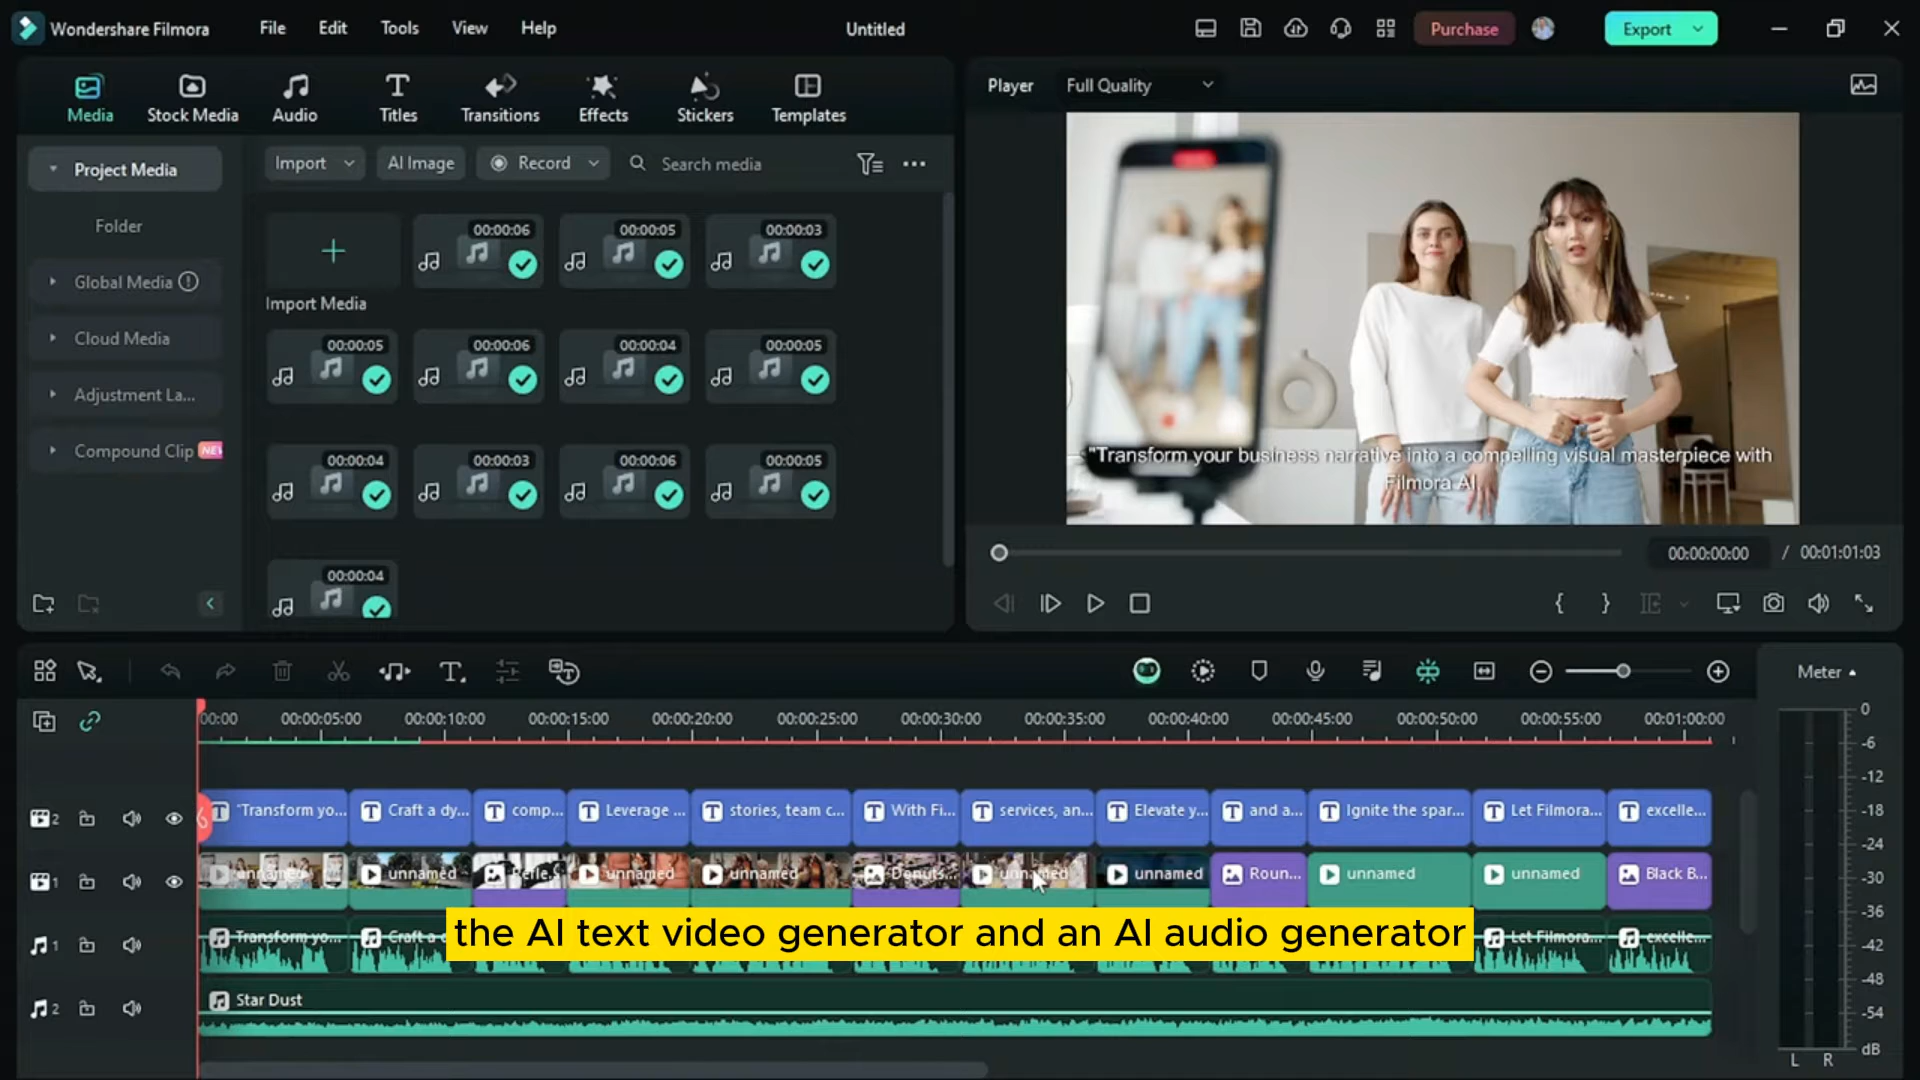 Wondershare Filmora File Edit Tools View Help Untitled Purchase Export
Media Stock Media Audio Titles Transitions Effects Stickers Templates
Player Full Quality
Project Media
Import AI Image Record Search media
Folder
Global Media
Cloud Media
Adjustment La...
Compound Clip NEW
00:00:06 00:00:05 00:00:03
Import Media
00:00:05 00:00:06 00:00:04 00:00:05
00:00:04 00:00:03 00:00:06 00:00:05
00:00:04
"Transform your business narrative into a compelling visual masterpiece with
Filmora AI.
00:00:00:00 / 00:01:01:03
Meter
00:00 00:00:05:00 00:00:10:00 00:00:15:00 00:00:20:00 00:00:25:00 00:00:30:00 00:00:35:00 00:00:40:00 00:00:45:00 00:00:50:00 00:00:55:00 00:01:00:00
2 "Transform yo... Craft a dy... comp... Leverage ... stories, team c... With Fi... services, an... Elevate y... and a... Ignite the spar... Let Filmora... excelle...
1 unnamed unnamed Refle... unnamed unnamed Donuts... unnamed unnamed Roun... unnamed unnamed Black B...
1 Transform yo... Craft a Let Filmora... excelle...
the AI text video generator and an AI audio generator
2 Star Dust
0
-6
-12
-18
-24
-30
-36
-42
-48
-54
dB
L R